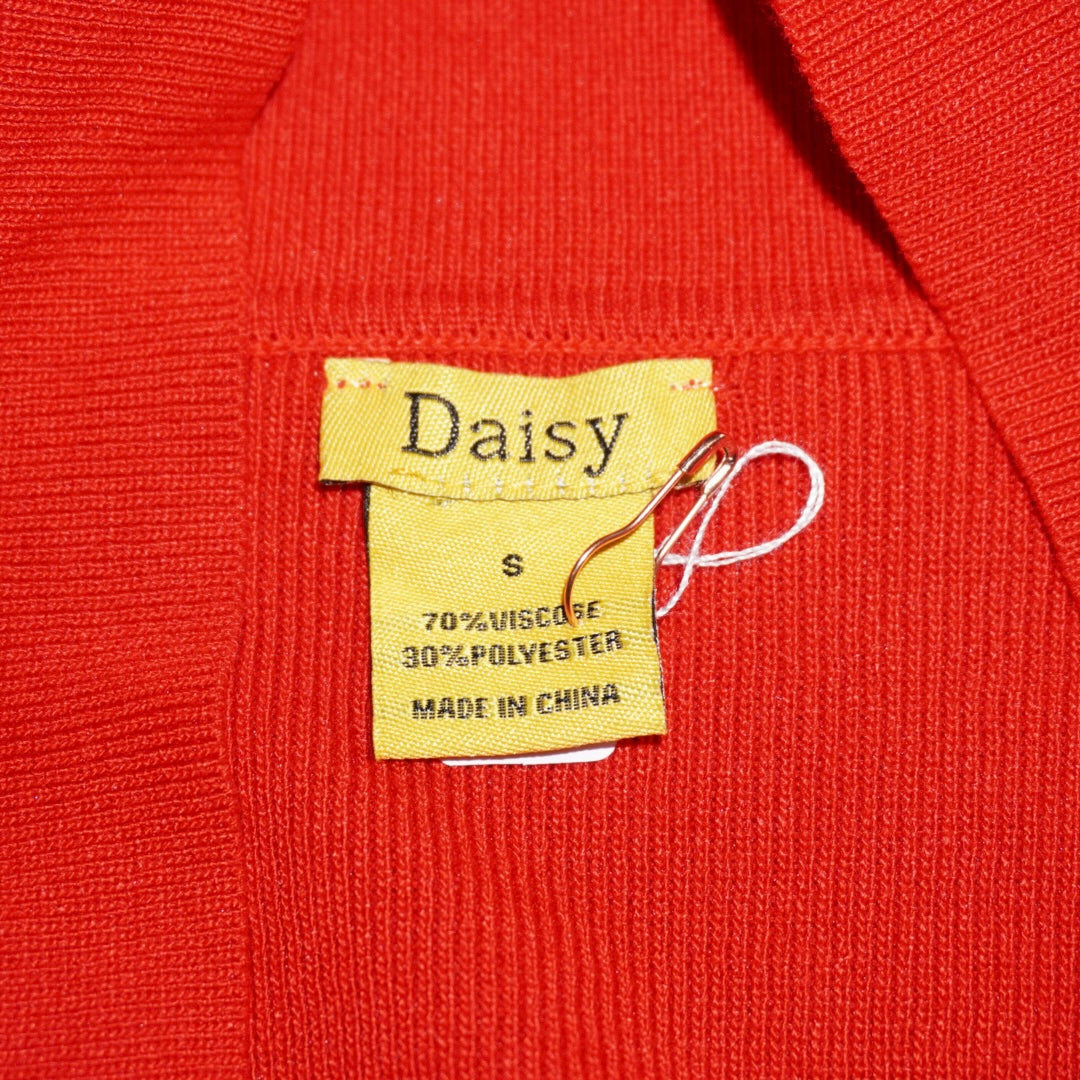 Daisy
S
70%VISCOSE
30%POLYESTER
MADE IN CHINA